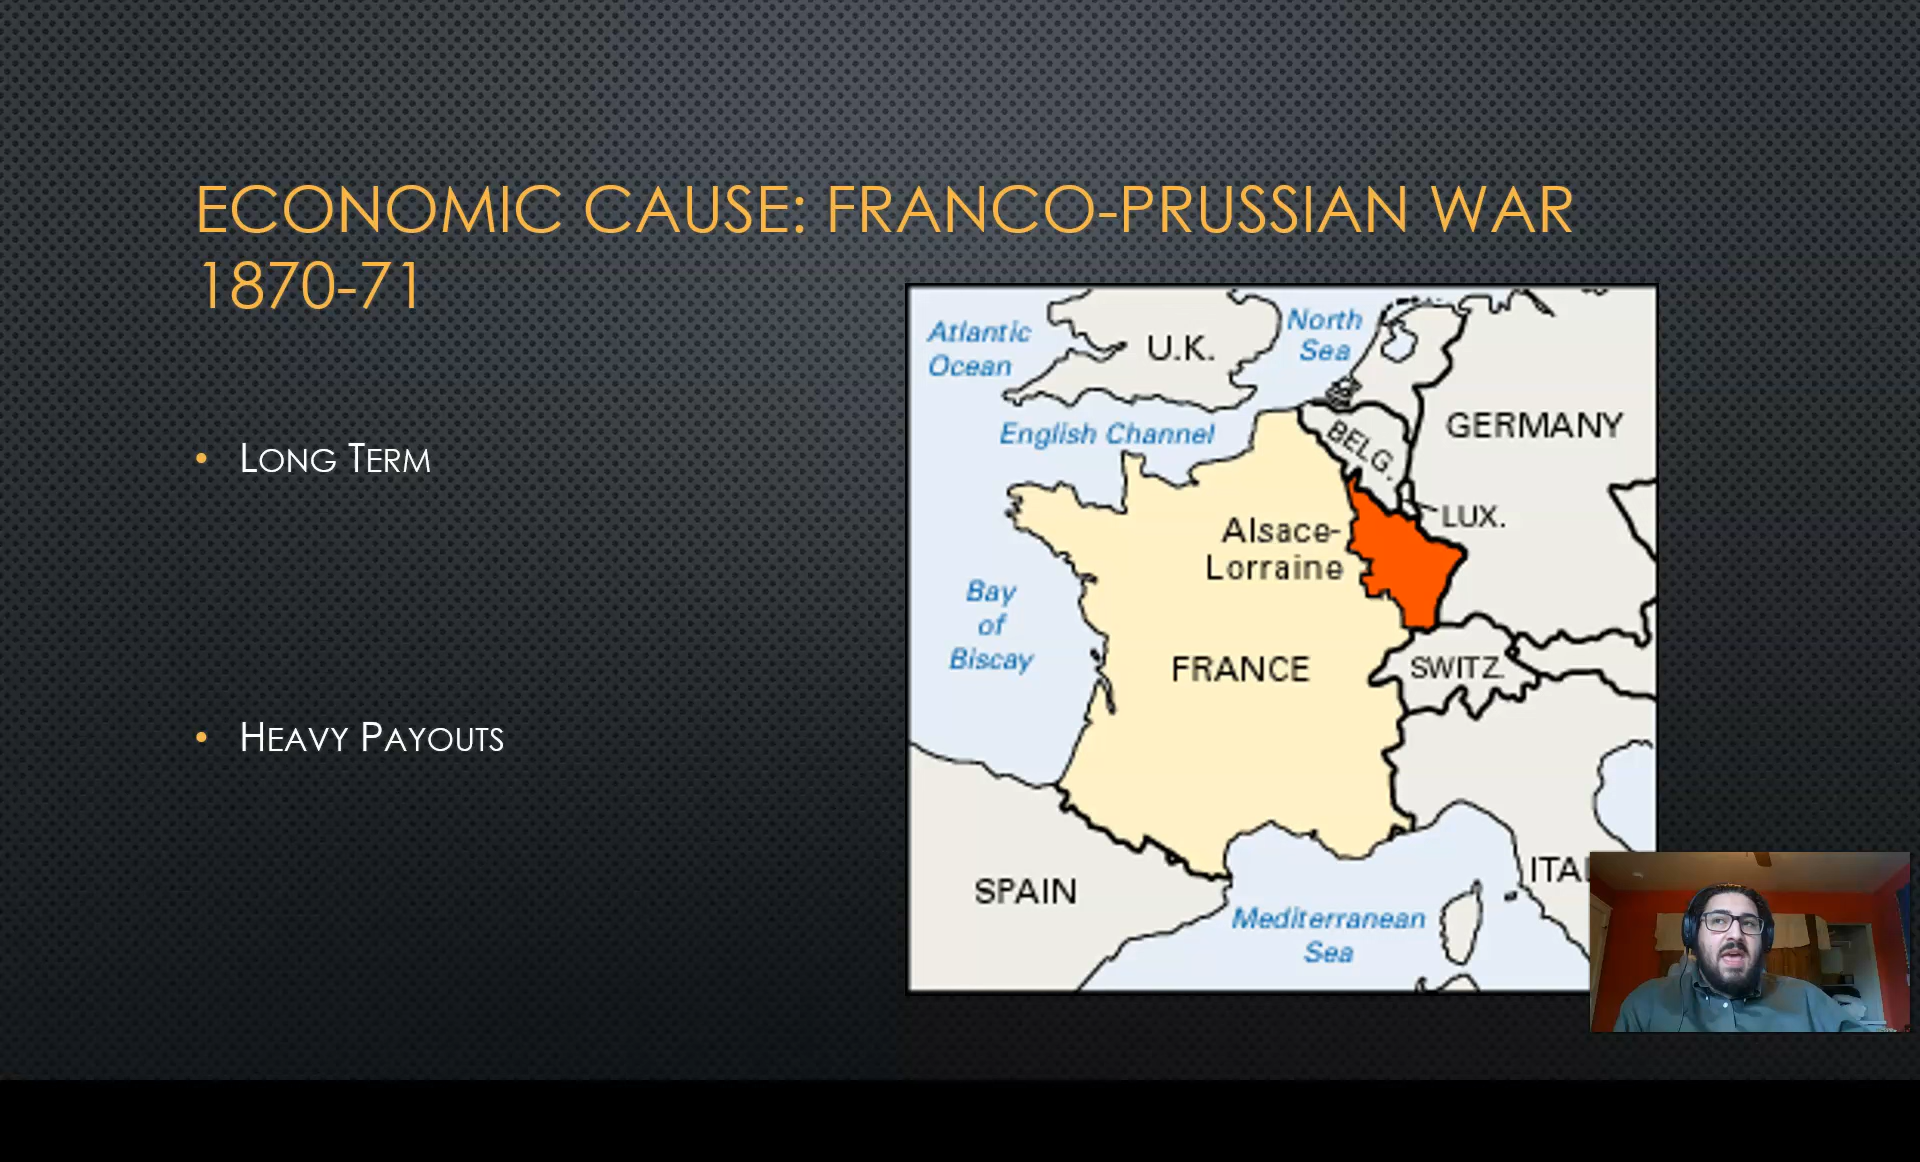 ECONOMIC CAUSE: FRANCO-PRUSSIAN WAR
1870-71
• LONG TERM
• HEAVY PAYOUTS
Atlantic
Ocean
U.K.
North
Sea
English Channel
BELG.
GERMANY
LUX.
Alsace-
Lorraine
Bay
of
Biscay
FRANCE
SWITZ.
SPAIN
ITAL
Mediterranean
Sea